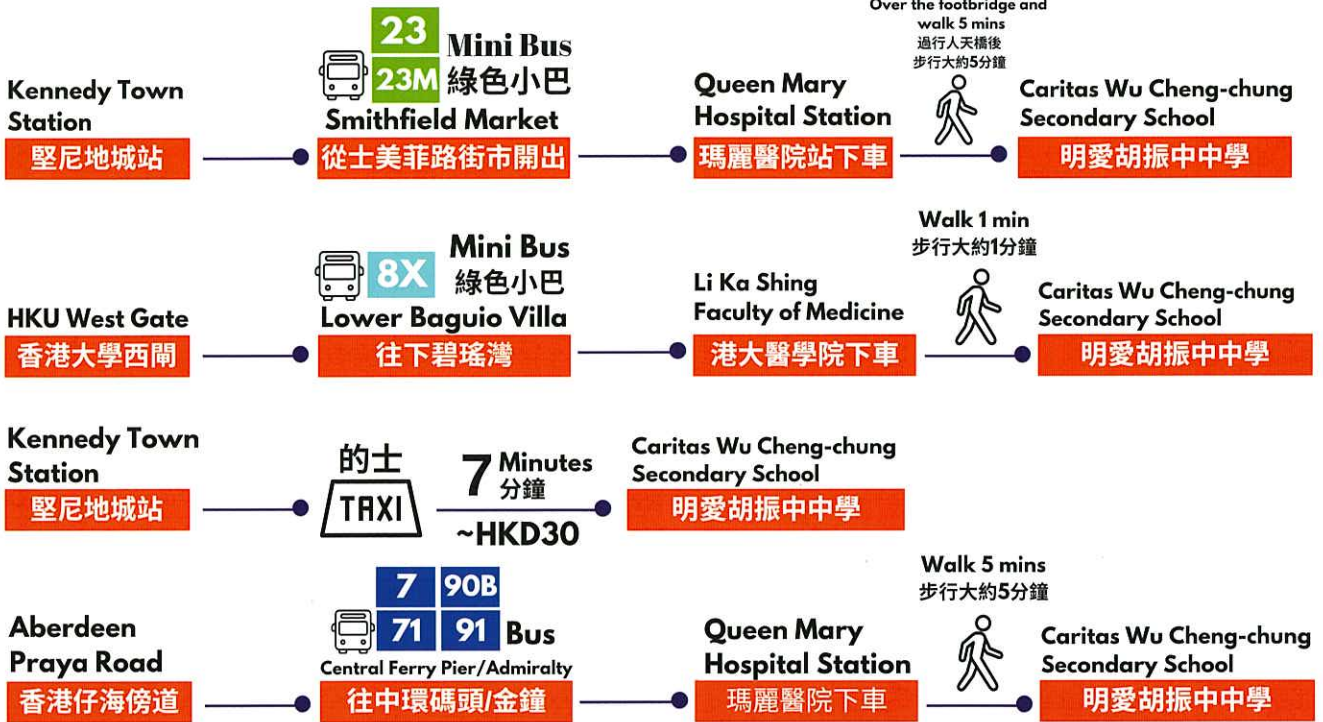 Over the footbridge and
walk 5 mins
過行人天橋後
步行大約5分鐘
23
23M
Mini Bus
綠色小巴
Kennedy Town
Station
堅尼地城站
Smithfield Market
從士美菲路街市開出
Queen Mary
Hospital Station
瑪麗醫院站下車
Caritas Wu Cheng-chung
Secondary School
明愛胡振中中學
Walk 1 min
步行大約1分鐘
8X
Mini Bus
綠色小巴
HKU West Gate
香港大學西閘
Lower Baguio Villa
往下碧瑤灣
Li Ka Shing
Faculty of Medicine
港大醫學院下車
Caritas Wu Cheng-chung
Secondary School
明愛胡振中中學
Kennedy Town
Station
堅尼地城站
的士
TAXI
7 Minutes
分鐘
~HKD30
Caritas Wu Cheng-chung
Secondary School
明愛胡振中中學
Walk 5 mins
步行大約5分鐘
7 90B
71 91 Bus
Aberdeen
Praya Road
香港仔海傍道
Central Ferry Pier/Admiralty
往中環碼頭/金鐘
Queen Mary
Hospital Station
瑪麗醫院下車
Caritas Wu Cheng-chung
Secondary School
明愛胡振中中學